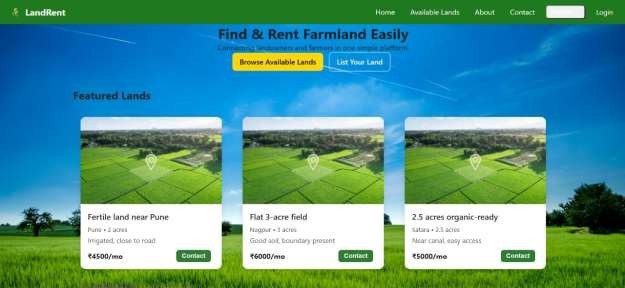 LandRent
Home Available Lands About Contact Login
Find & Rent Farmland Easily
Connecting landowners and farmers in one simple platform.
Browse Available Lands List Your Land
Featured Lands
Fertile land near Pune
Pune • 2 acres
Irrigated, close to road
₹4500/mo Contact
Flat 3-acre field
Nagpur • 3 acres
Good soil, boundary present
₹6000/mo Contact
2.5 acres organic-ready
Satara • 2.5 acres
Near canal, easy access
₹5000/mo Contact